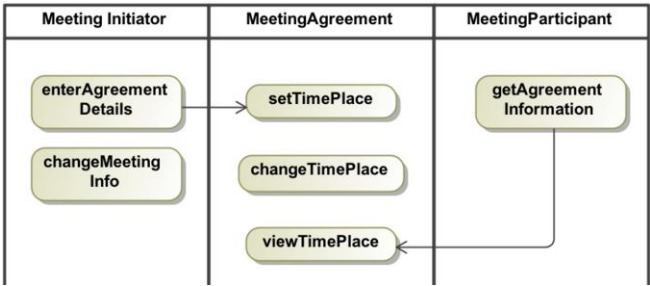 Meeting Initiator
MeetingAgreement
MeetingParticipant
enterAgreement
Details
setTimePlace
getAgreement
Information
changeMeeting
Info
changeTimePlace
viewTimePlace